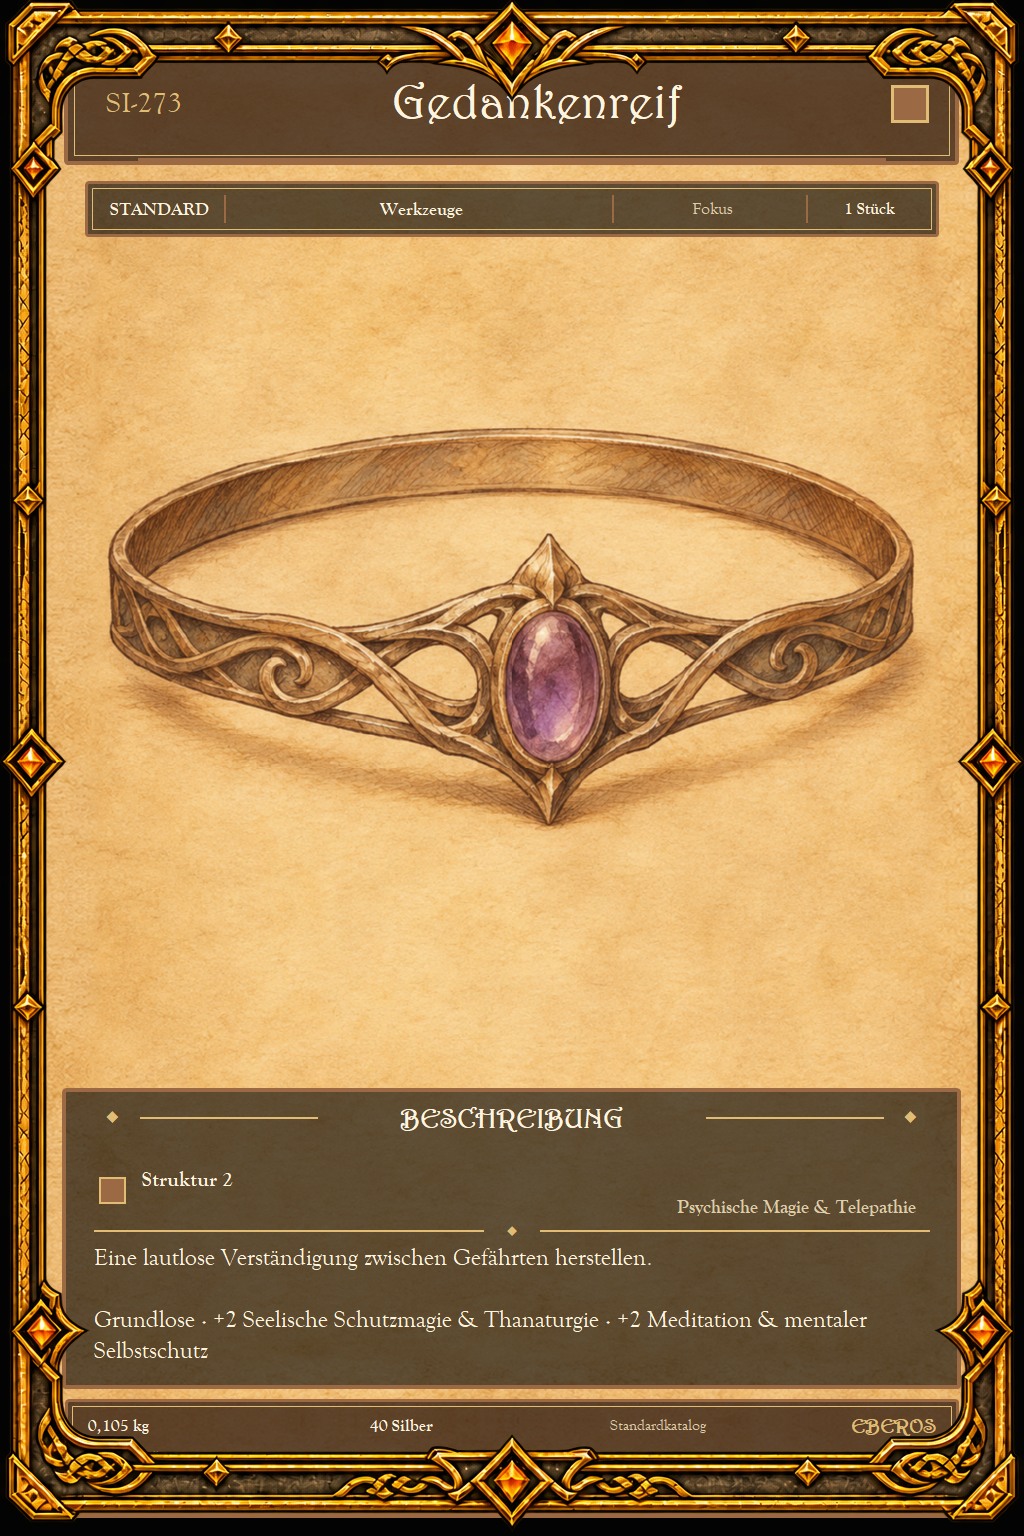 SI-273
Gedankenreif
STANDARD
Werkzeuge
Fokus
1 Stück
BESCHREIBUNG
Struktur 2
Psychische Magie & Telepathie
Eine lautlose Verständigung zwischen Gefährten herstellen.
Grundlose · +2 Seelische Schutzmagie & Thanaturgie · +2 Meditation & mentaler
Selbstschutz
0,105 kg
40 Silber
Standardkatalog
EBEROS